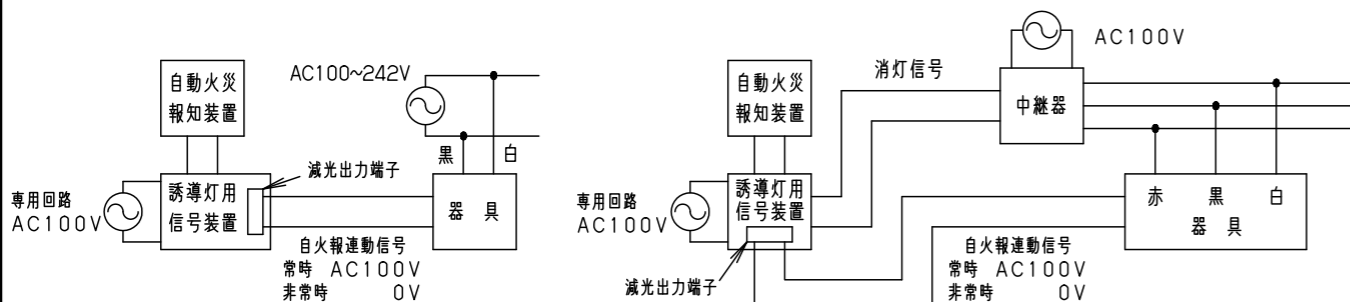 自動火災
報知装置
AC100~242V
黒
白
減光出力端子
専用回路
AC100V
誘導灯用
信号装置
器具
自火報連動信号
常時 AC100V
非常時 0V
AC100V
自動火災
報知装置
消灯信号
中継器
専用回路
AC100V
誘導灯用
信号装置
赤 黒 白
器具
減光出力端子
自火報連動信号
常時 AC100V
非常時 0V